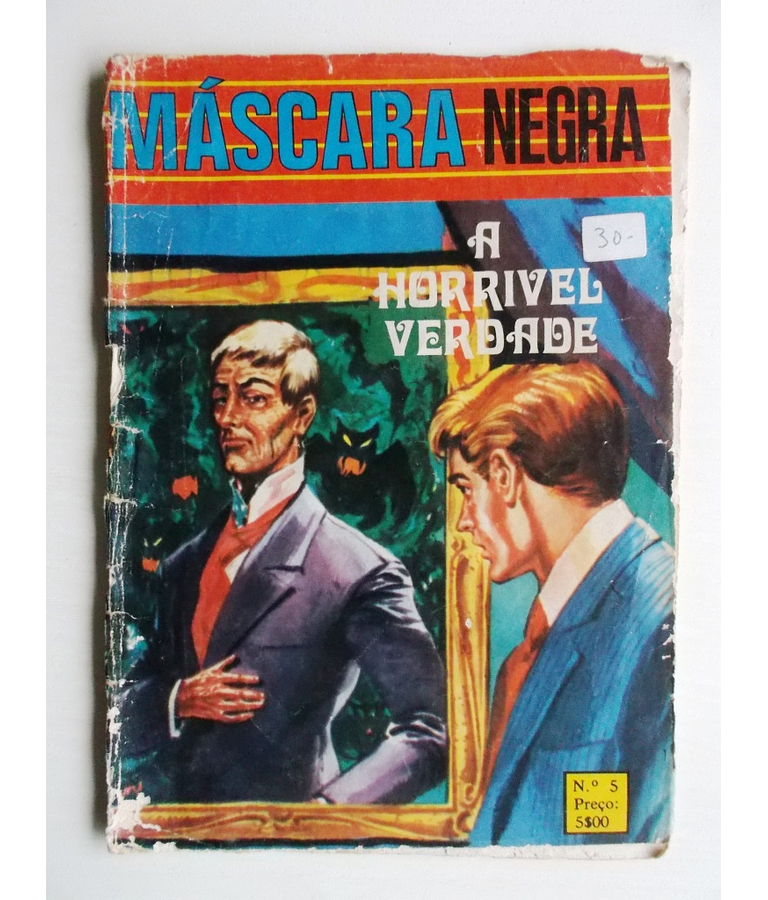 MÁSCARA NEGRA
30-
A
HORRIVEL
VERDADE
N.º 5
Preço:
5$00